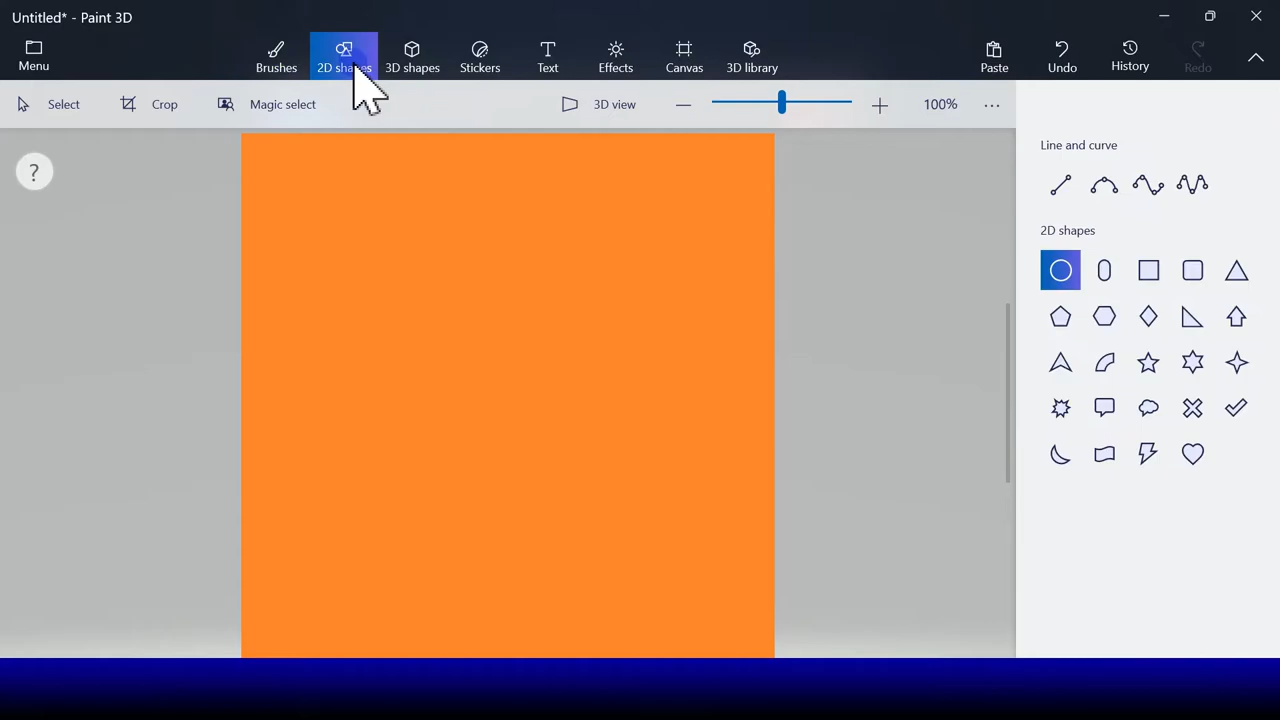 Untitled* - Paint 3D
Menu
Brushes
2D shapes
3D shapes
Stickers
Text
Effects
Canvas
3D library
Paste
Undo
History
Redo
Select
Crop
Magic select
3D view
100%
?
Line and curve
2D shapes